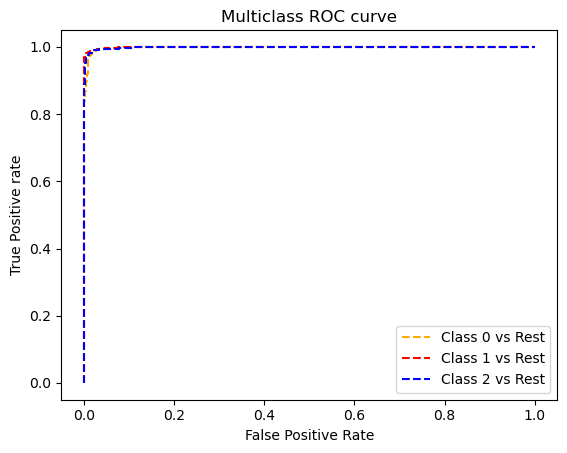 Multiclass ROC curve
1.0
0.8
0.6
0.4
0.2
0.0
True Positive rate
0.0 0.2 0.4 0.6 0.8 1.0
False Positive Rate
Class 0 vs Rest
Class 1 vs Rest
Class 2 vs Rest